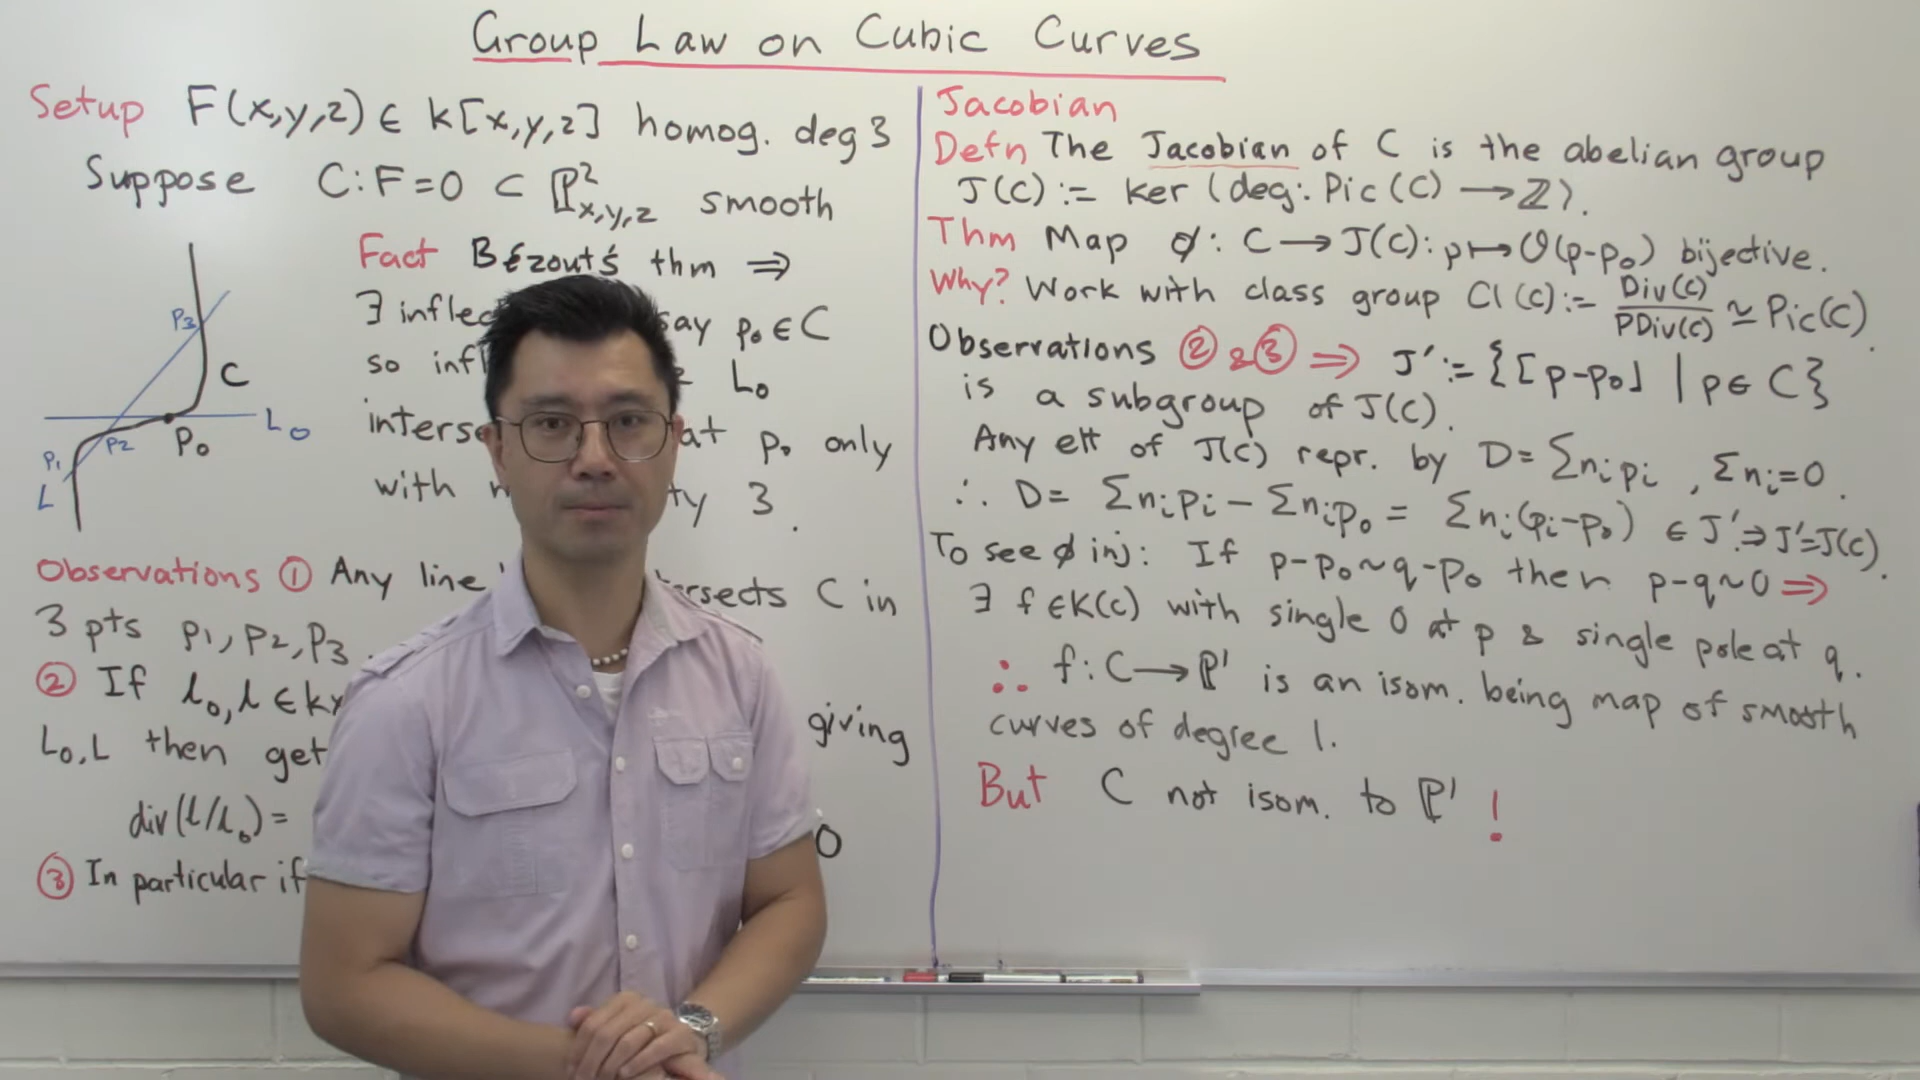 Group Law on Cubic Curves
Setup F(x,y,z) ∈ k[x,y,z] homog. deg 3
Suppose C: F=0 ⊂ ℙ²x,y,z smooth
Fact Bézout's thm ⇒
∃ say p₀ ∈ C
so L₀
at p₀ only
with 3.
P₃
C
L₀
P₀
P₂
P₁
L
Observations ① Any line C in
3 pts p₁, p₂, p₃.
② If l₀, l ∈ giving
L₀, L then get
div(l/l₀) = 0
③ In particular if
Jacobian
Defn The Jacobian of C is the abelian group
J(C) := ker (deg: Pic(C) → ℤ).
Thm Map ϕ: C → J(C): p ↦ O(p-p₀) bijective.
Why? Work with class group Cl(C) := Div(C)/PDiv(C) ≃ Pic(C).
Observations ② & ③ ⇒ J' := {[p-p₀] | p ∈ C}
is a subgroup of J(C).
Any elt of J(C) repr. by D = Σnᵢpᵢ, Σnᵢ=0.
∴ D = Σnᵢpᵢ - Σnᵢp₀ = Σnᵢ(pᵢ-p₀) ∈ J' ⇒ J'=J(C).
To see ϕ inj: If p-p₀ ~ q-p₀ then p-q ~ 0 ⇒
∃ f ∈ K(C) with single 0 at p & single pole at q.
∴ f: C → ℙ¹ is an isom. being map of smooth
curves of degree 1.
But C not isom. to ℙ¹ !